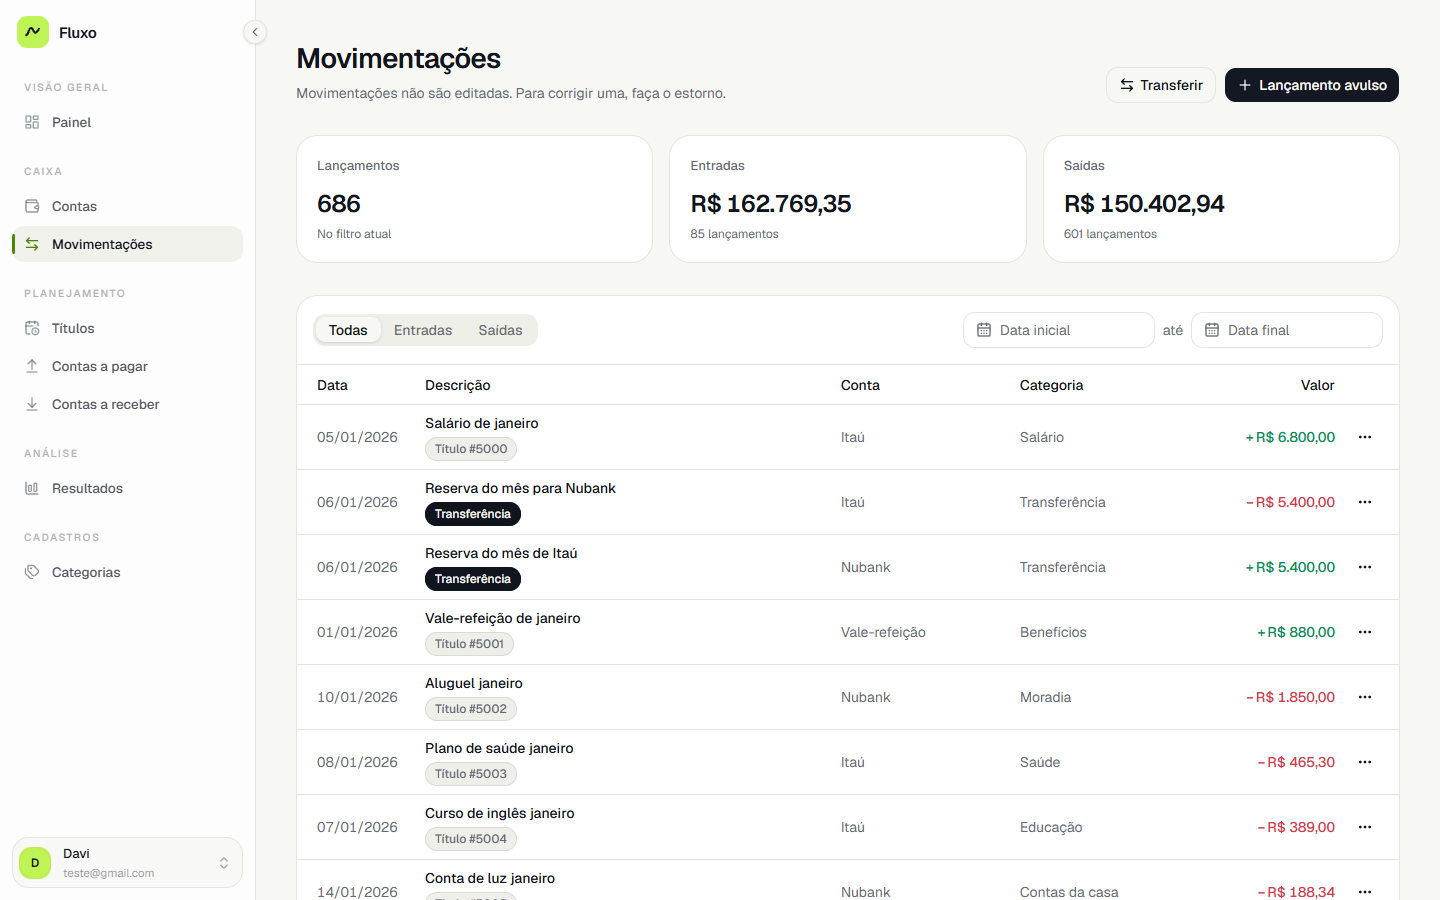 Fluxo
VISÃO GERAL
Painel
CAIXA
Contas
Movimentações
PLANEJAMENTO
Títulos
Contas a pagar
Contas a receber
ANÁLISE
Resultados
CADASTROS
Categorias
D
Davi
teste@gmail.com
Movimentações
Movimentações não são editadas. Para corrigir uma, faça o estorno.
Transferir
Lançamento avulso
Lançamentos
686
No filtro atual
Entradas
R$ 162.769,35
85 lançamentos
Saídas
R$ 150.402,94
601 lançamentos
Todas Entradas Saídas Data inicial até Data final
Data Descrição Conta Categoria Valor
05/01/2026 Salário de janeiro Itaú Salário +R$ 6.800,00
Título #5000
06/01/2026 Reserva do mês para Nubank Itaú Transferência −R$ 5.400,00
Transferência
06/01/2026 Reserva do mês de Itaú Nubank Transferência +R$ 5.400,00
Transferência
01/01/2026 Vale-refeição de janeiro Vale-refeição Benefícios +R$ 880,00
Título #5001
10/01/2026 Aluguel janeiro Nubank Moradia −R$ 1.850,00
Título #5002
08/01/2026 Plano de saúde janeiro Itaú Saúde −R$ 465,30
Título #5003
07/01/2026 Curso de inglês janeiro Itaú Educação −R$ 389,00
Título #5004
14/01/2026 Conta de luz janeiro Nubank Contas da casa −R$ 188,34